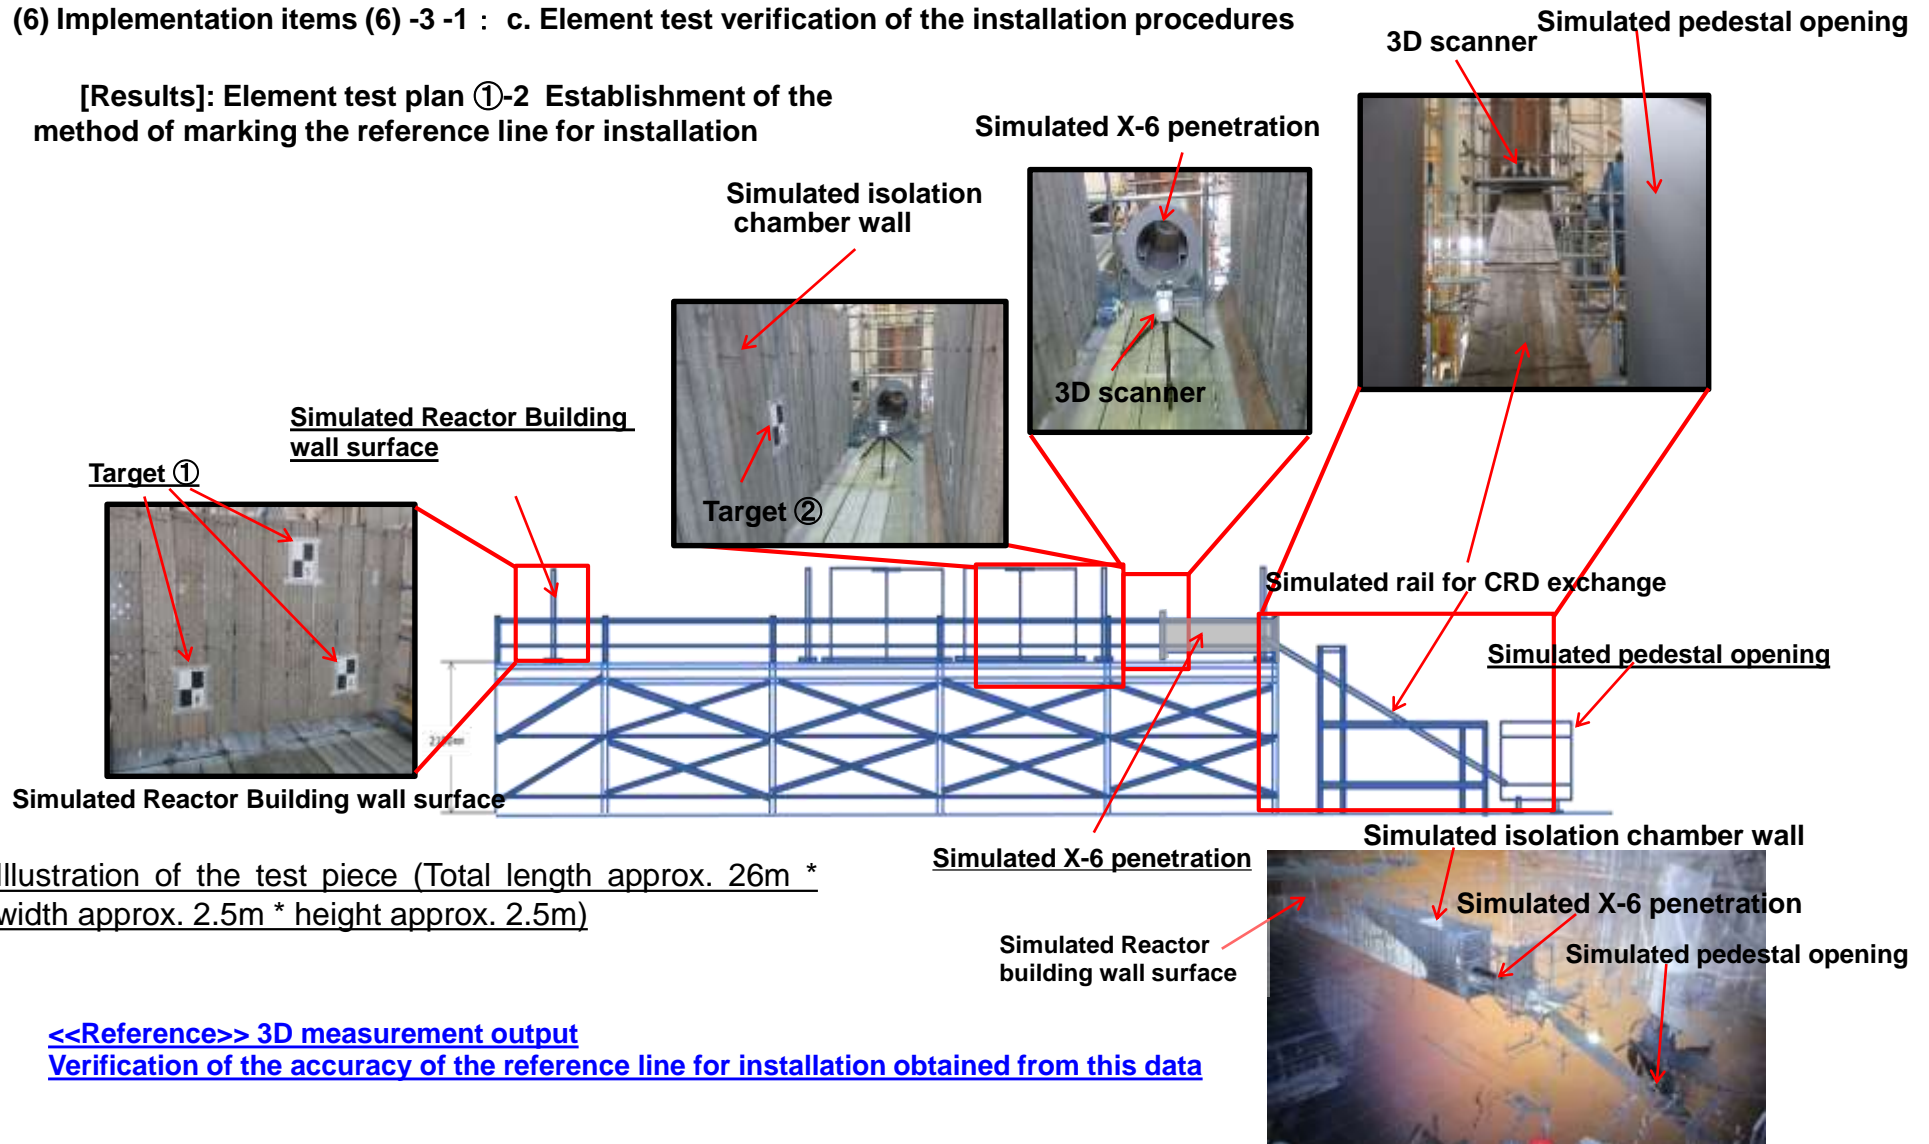 (6) Implementation items (6) -3 -1 : c. Element test verification of the installation procedures
Simulated pedestal opening
3D scanner
[Results]: Element test plan ①-2 Establishment of the
method of marking the reference line for installation
Simulated X-6 penetration
Simulated isolation
chamber wall
3D scanner
Simulated Reactor Building
wall surface
Target ①
Target ②
Simulated rail for CRD exchange
Simulated pedestal opening
Simulated Reactor Building wall surface
Simulated X-6 penetration
Simulated isolation chamber wall
Illustration of the test piece (Total length approx. 26m *
width approx. 2.5m * height approx. 2.5m)
Simulated X-6 penetration
Simulated Reactor
building wall surface
Simulated pedestal opening
<<Reference>> 3D measurement output
Verification of the accuracy of the reference line for installation obtained from this data